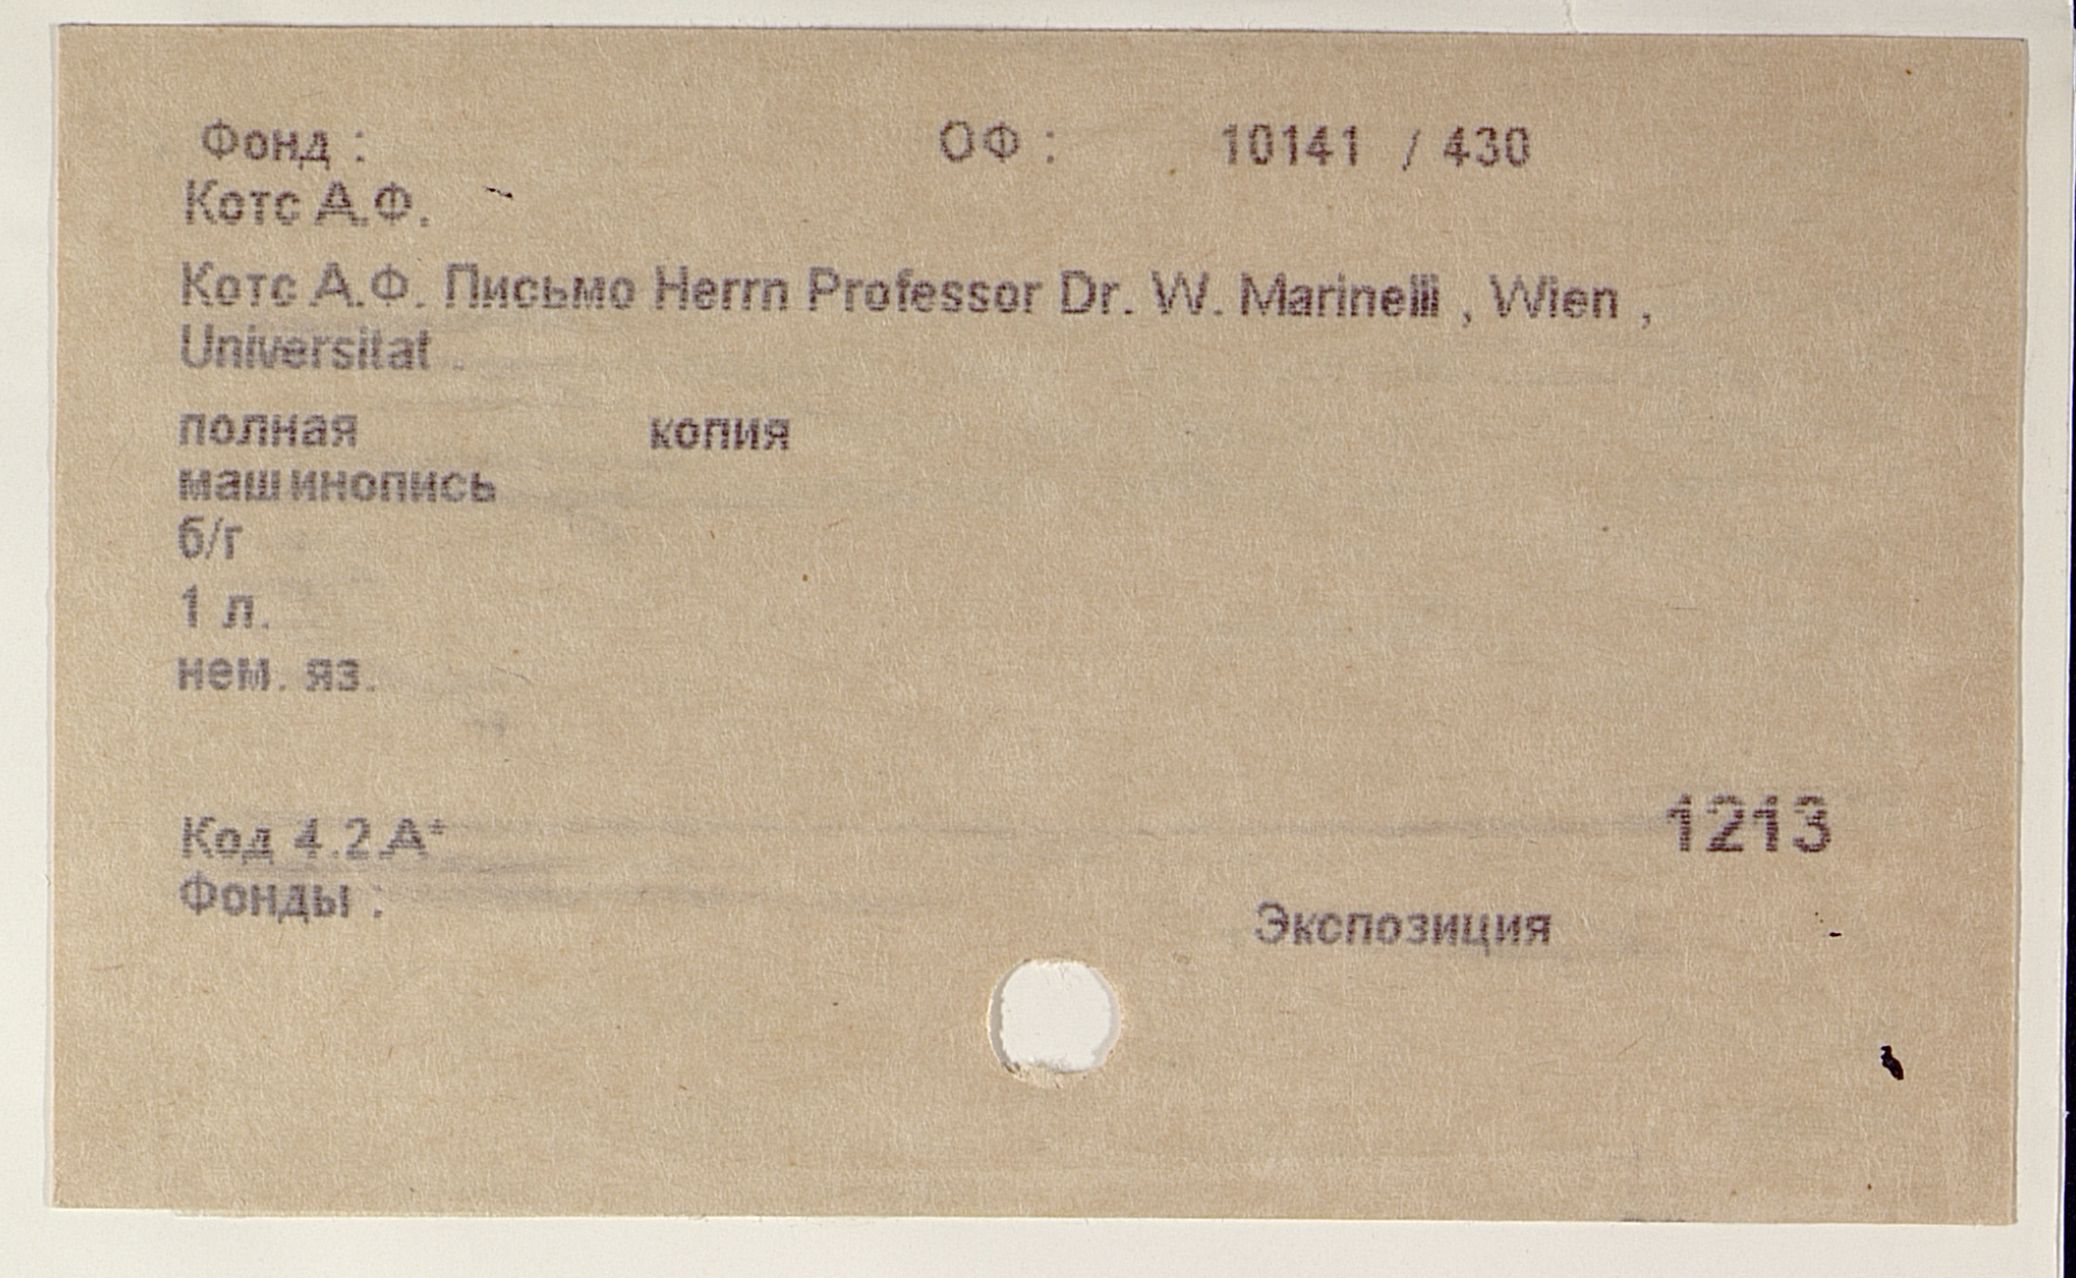 Фонд : ОФ : 10141 / 430
Котс А.Ф.
Котс А.Ф. Письмо Herrn Professor Dr. W. Marinelli , Wien ,
Universitat .
полная копия
машинопись
б/г
1 л.
нем. яз.
1213
Код 4.2.А*
Фонды :
Экспозиция